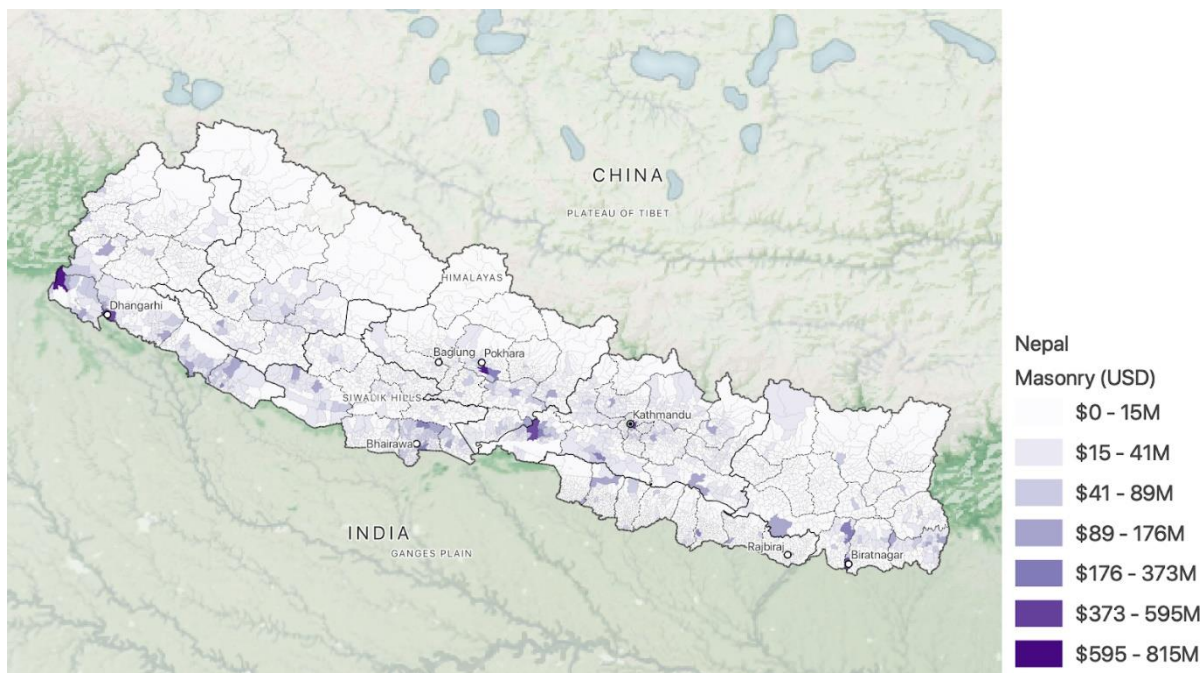 CHINA
PLATEAU OF TIBET
HIMALAYAS
Dhangarhi
Baglung
Pokhara
SIWALIK HILLS
Kathmandu
Bhairawa
INDIA
GANGES PLAIN
Rajbiraj
Biratnagar
Nepal
Masonry (USD)
$0 - 15M
$15 - 41M
$41 - 89M
$89 - 176M
$176 - 373M
$373 - 595M
$595 - 815M